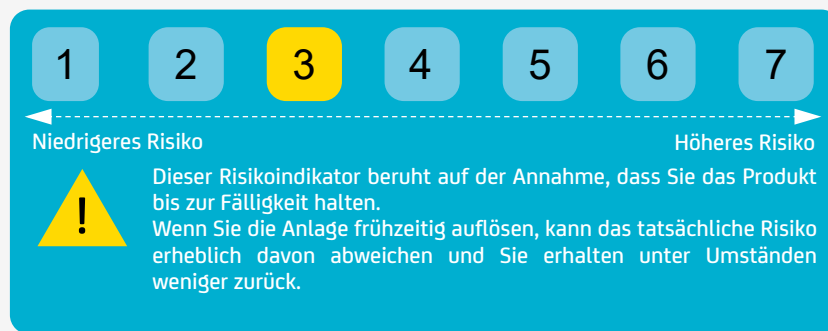 1 2 3 4 5 6 7
Niedrigeres Risiko Höheres Risiko
!
Dieser Risikoindikator beruht auf der Annahme, dass Sie das Produkt
bis zur Fälligkeit halten.
Wenn Sie die Anlage frühzeitig auflösen, kann das tatsächliche Risiko
erheblich davon abweichen und Sie erhalten unter Umständen
weniger zurück.